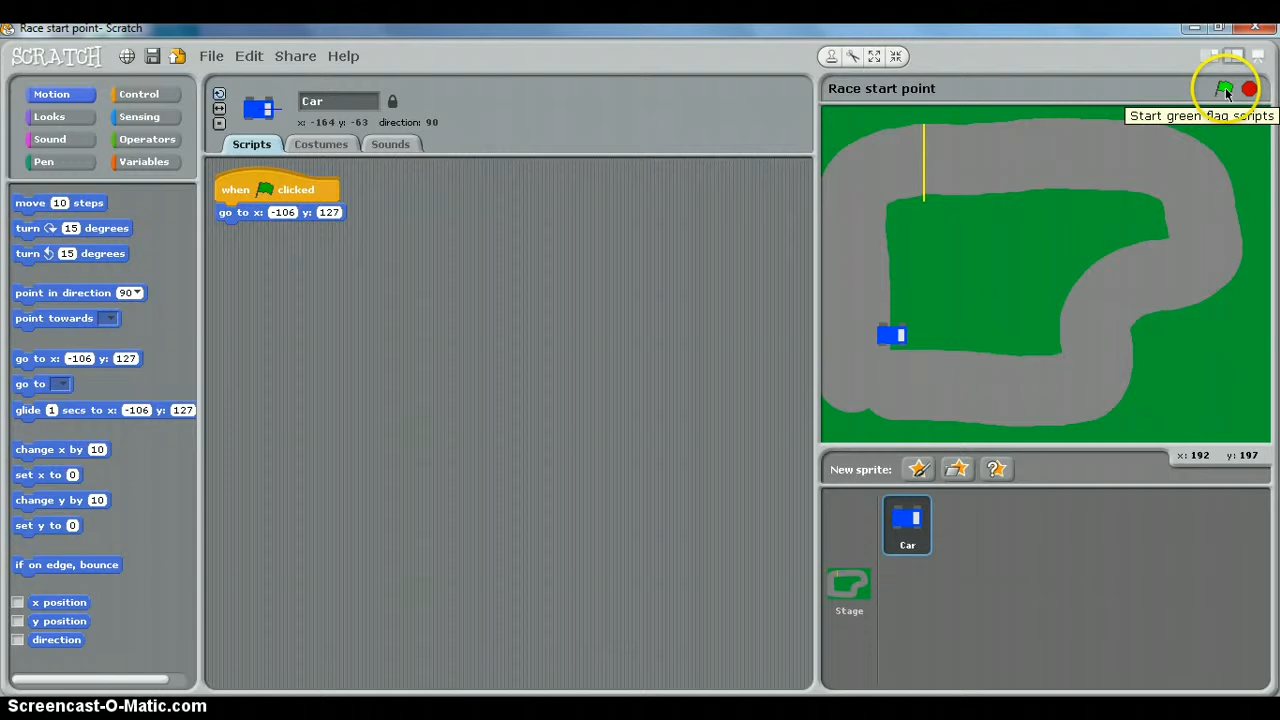 Race start point- Scratch
SCRATCH File Edit Share Help
Motion Control
Looks Sensing
Sound Operators
Pen Variables
move 10 steps
turn 15 degrees
turn 15 degrees
point in direction 90
point towards
go to x: -106 y: 127
go to
glide 1 secs to x: -106 y: 127
change x by 10
set x to 0
change y by 10
set y to 0
if on edge, bounce
x position
y position
direction
Car
x: -164 y: -63 direction: 90
Scripts Costumes Sounds
when clicked
go to x: -106 y: 127
Race start point
Start green flag scripts
x: 192 y: 197
New sprite:
Car
Stage
Screencast-O-Matic.com